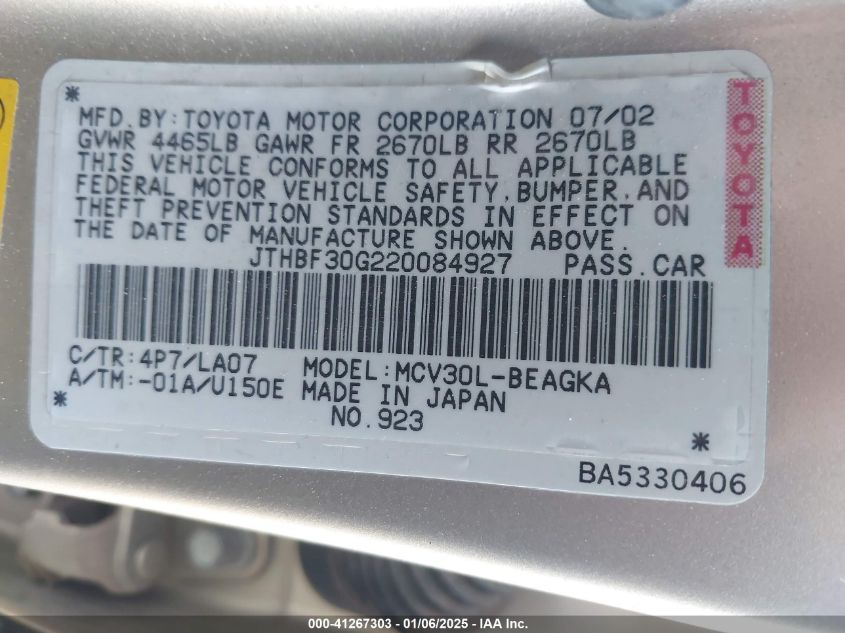 *
MFD.BY:TOYOTA MOTOR CORPORATION 07/02
GVWR 4465LB GAWR FR 2670LB RR 2670LB
THIS VEHICLE CONFORMS TO ALL APPLICABLE
FEDERAL MOTOR VEHICLE SAFETY,BUMPER,AND
THEFT PREVENTION STANDARDS IN EFFECT ON
THE DATE OF MANUFACTURE SHOWN ABOVE.
JTHBF30G220084927 PASS.CAR
TOYOTA
C/TR:4P7/LA07 MODEL:MCV30L-BEAGKA
A/TM:-01A/U150E MADE IN JAPAN
* NO.923 *
BA5330406
000-41267303 - 01/06/2025 - IAA Inc.